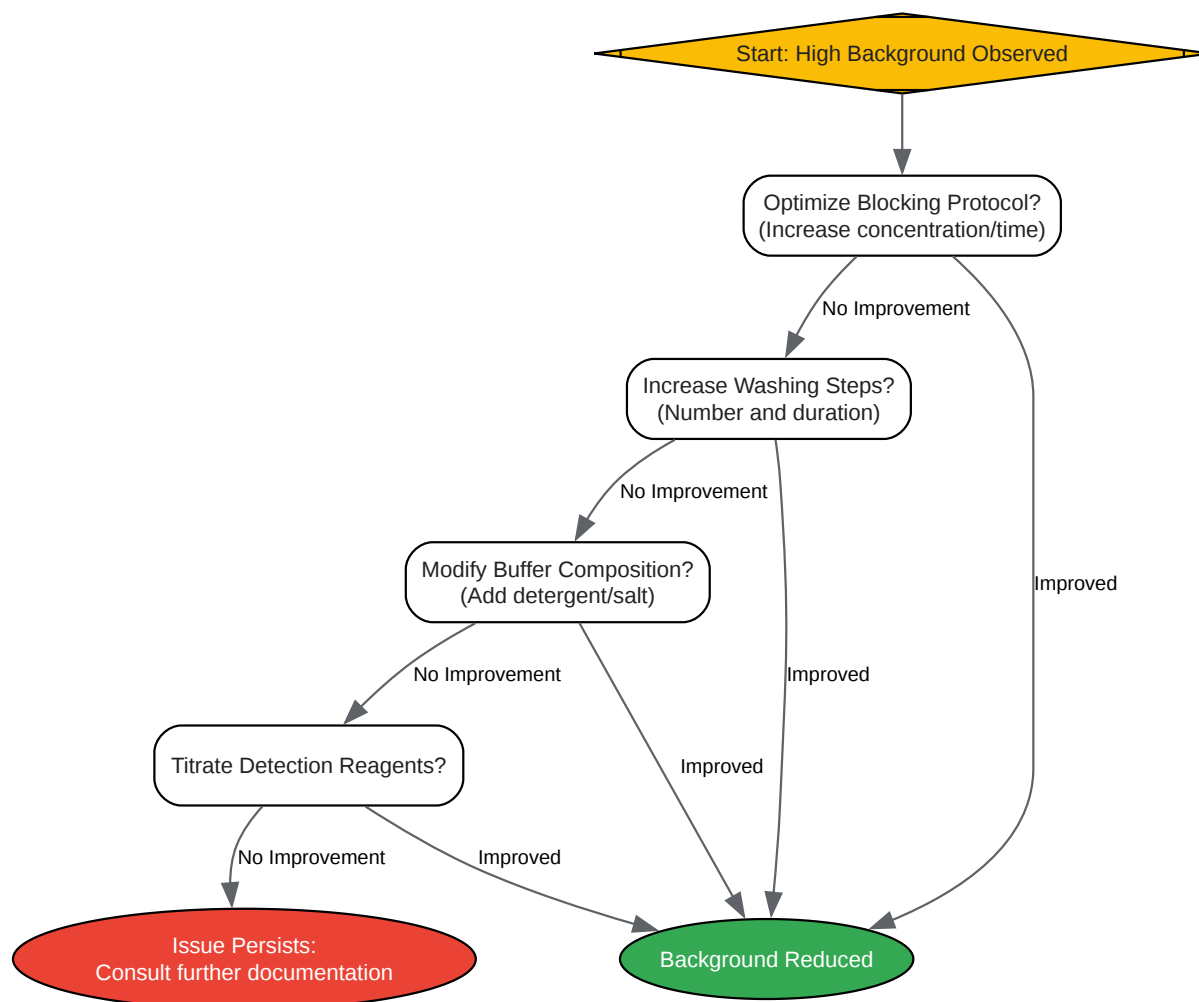 Start: High Background Observed
Optimize Blocking Protocol?
(Increase concentration/time)
No Improvement
Increase Washing Steps?
(Number and duration)
No Improvement
Modify Buffer Composition?
(Add detergent/salt)
Improved
No Improvement
Improved
Titrate Detection Reagents?
Improved
No Improvement
Improved
Issue Persists:
Consult further documentation
Background Reduced